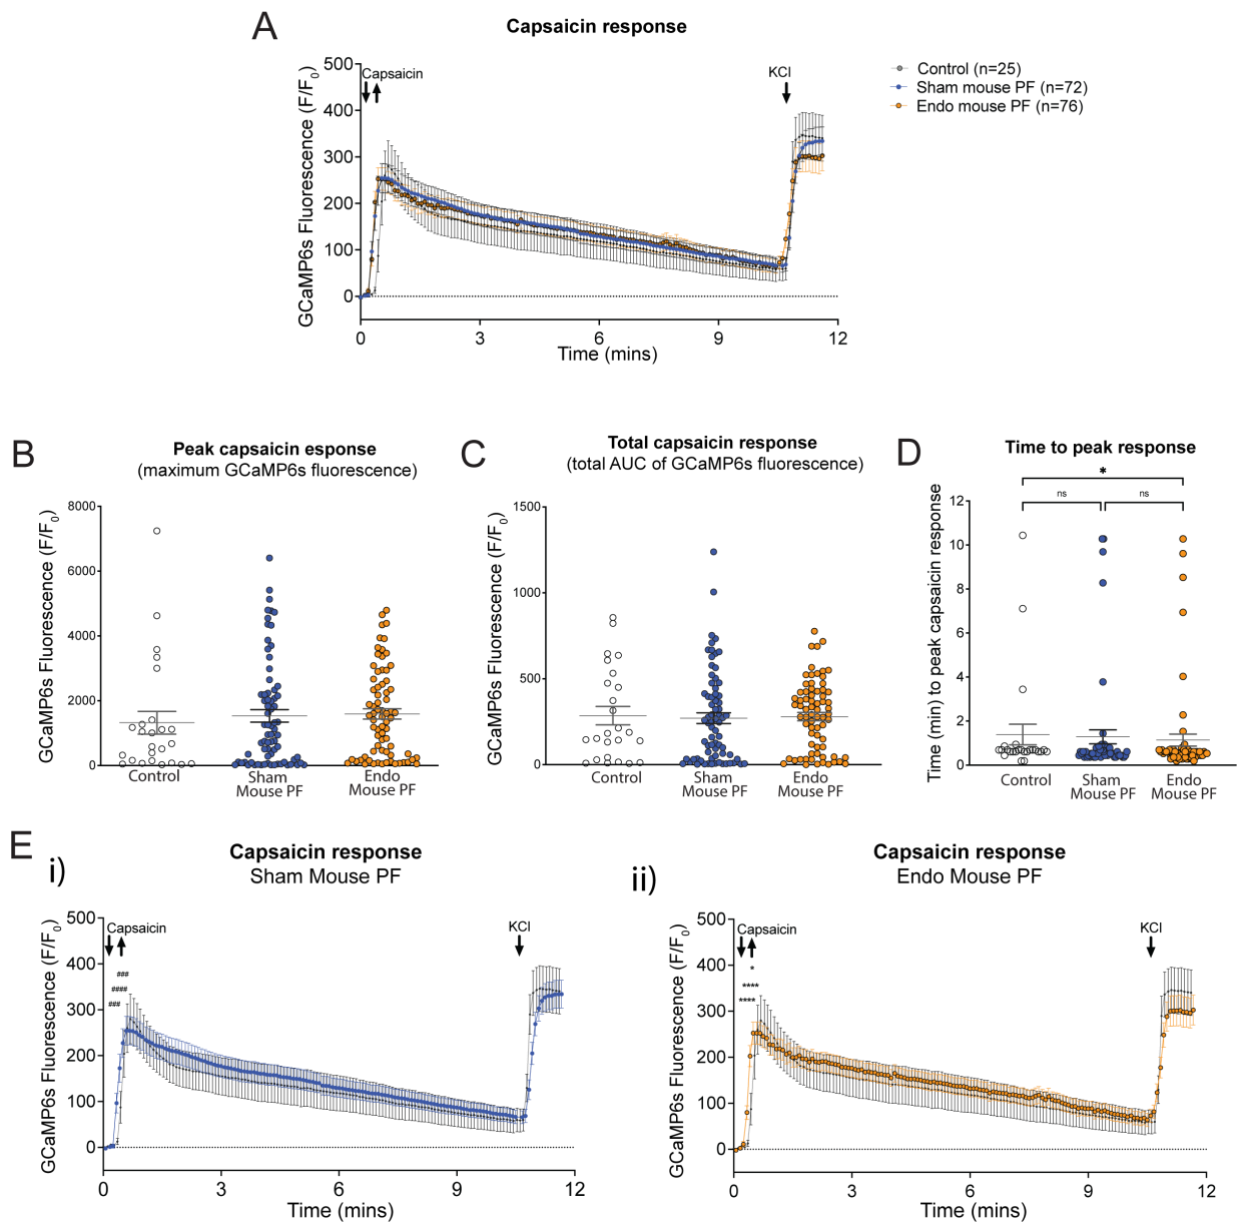 A
Capsaicin response
GCaMP6s Fluorescence (F/F0)
500
400
300
200
100
0
Capsaicin
KCl
0 3 6 9 12
Time (mins)
Control (n=25)
Sham mouse PF (n=72)
Endo mouse PF (n=76)
B
Peak capsaicin esponse
(maximum GCaMP6s fluorescence)
GCaMP6s Fluorescence (F/F0)
8000
6000
4000
2000
0
Control
Sham
Mouse PF
Endo
Mouse PF
C
Total capsaicin response
(total AUC of GCaMP6s fluorescence)
GCaMP6s Fluorescence (F/F0)
1500
1000
500
0
Control
Sham
Mouse PF
Endo
Mouse PF
D
Time to peak response
*
ns
ns
Time (min) to peak capsaicin response
12
10
8
6
4
2
0
Control
Sham
Mouse PF
Endo
Mouse PF
E
i)
Capsaicin response
Sham Mouse PF
GCaMP6s Fluorescence (F/F0)
500
400
300
200
100
0
Capsaicin
###
####
###
KCl
0 3 6 9 12
Time (mins)
ii)
Capsaicin response
Endo Mouse PF
GCaMP6s Fluorescence (F/F0)
500
400
300
200
100
0
Capsaicin
*
****
****
KCl
0 3 6 9 12
Time (mins)